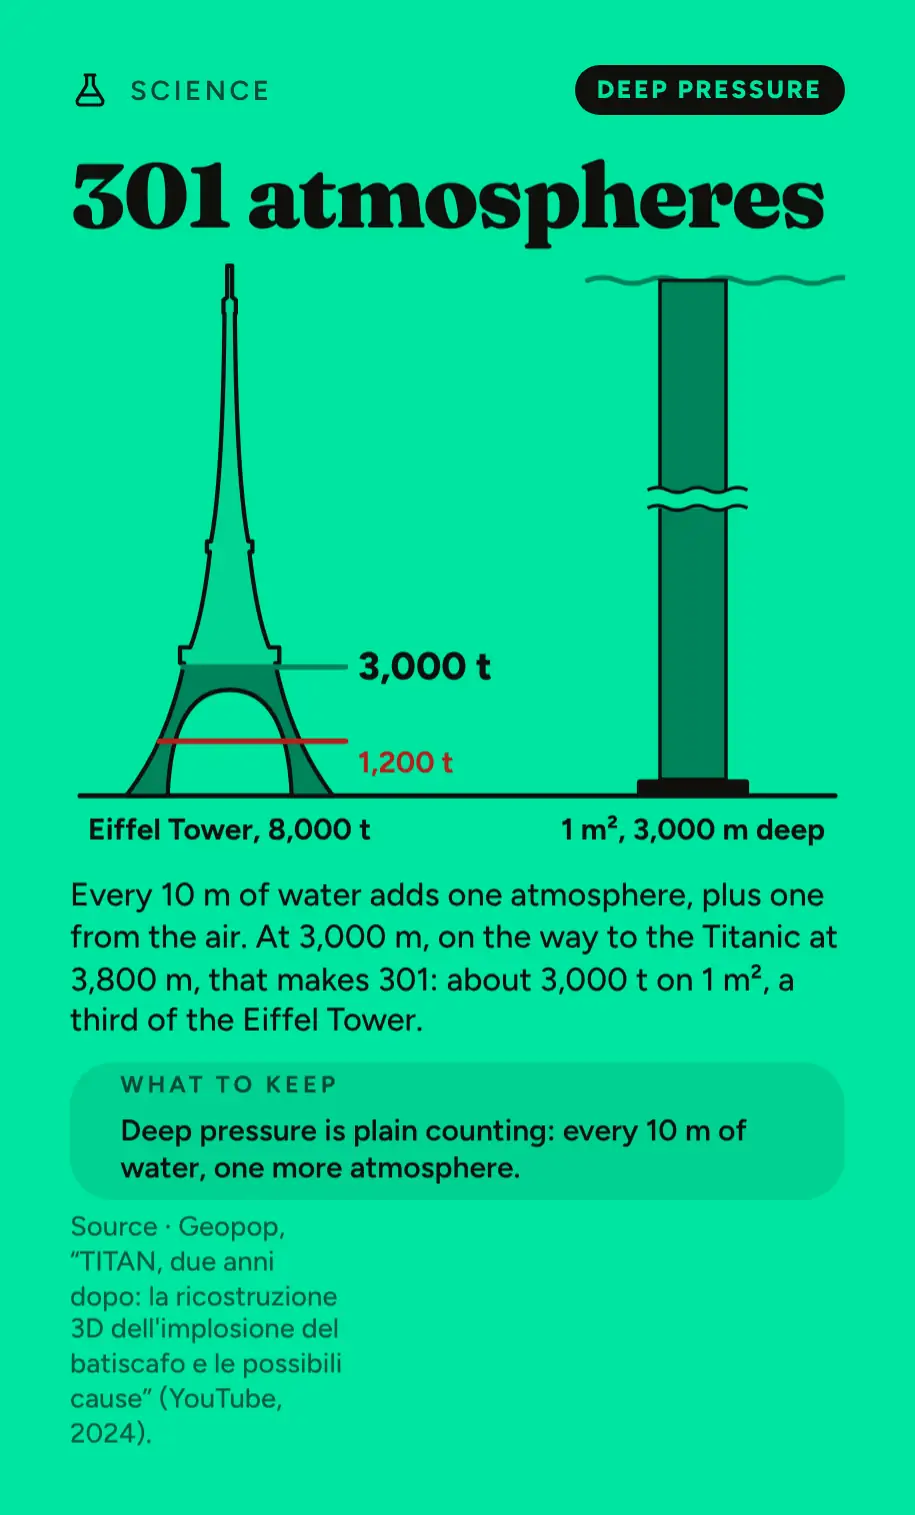 SCIENCE
DEEP PRESSURE
301 atmospheres
3,000 t
1,200 t
Eiffel Tower, 8,000 t
1 m², 3,000 m deep
Every 10 m of water adds one atmosphere, plus one
from the air. At 3,000 m, on the way to the Titanic at
3,800 m, that makes 301: about 3,000 t on 1 m², a
third of the Eiffel Tower.
WHAT TO KEEP
Deep pressure is plain counting: every 10 m of
water, one more atmosphere.
Source · Geopop,
“TITAN, due anni
dopo: la ricostruzione
3D dell'implosione del
batiscafo e le possibili
cause” (YouTube,
2024).